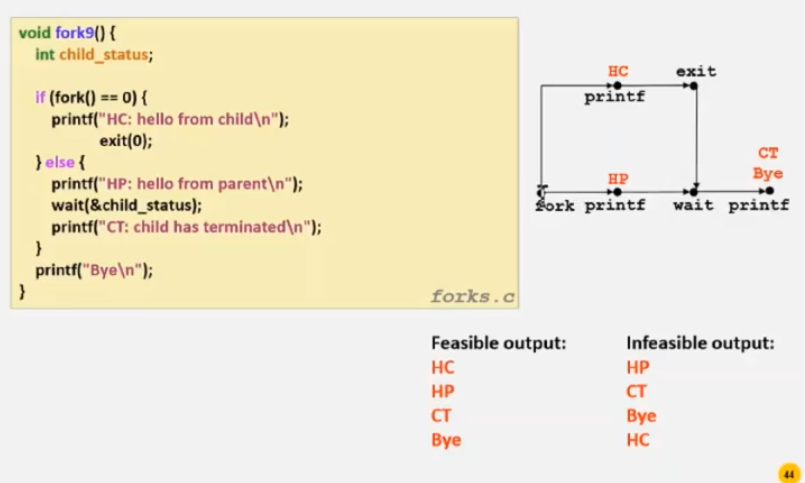 void fork9() {
int child_status;
if (fork() == 0) {
printf("HC: hello from child\n");
exit(0);
} else {
printf("HP: hello from parent\n");
wait(&child_status);
printf("CT: child has terminated\n");
}
printf("Bye\n");
}
forks.c
HC exit
printf
CT
HP Bye
fork printf wait printf
Feasible output: Infeasible output:
HC HP
HP CT
CT Bye
Bye HC
44